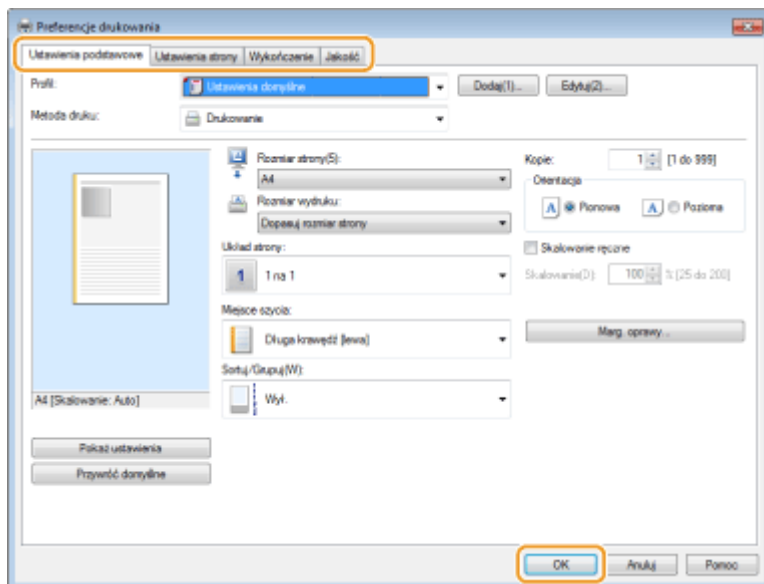 Preferencje drukowania
Ustawienia podstawowe Ustawienia strony Wykończenie Jakość
Profil: Ustawienia domyślne Dodaj(1)... Edytuj(2)...
Metoda druku: Drukowanie
Rozmiar strony(5):
A4
Rozmiar wydruku:
Dopasuj rozmiar strony
Układ strony:
1 1 na 1
Miejsce szycia:
Długa krawędź [lewa]
Sortuj/Grupuj(W):
Wył.
Kopie: 1 [1 do 999]
Orientacja
A Pionowa A Pozioma
Skalowanie ręczne
Skalowanie(D): 100 % [25 do 200]
Marg. oprawy...
A4 [Skalowanie: Auto]
Pokaż ustawienia
Przywróć domyślne
OK Anuluj Pomoc